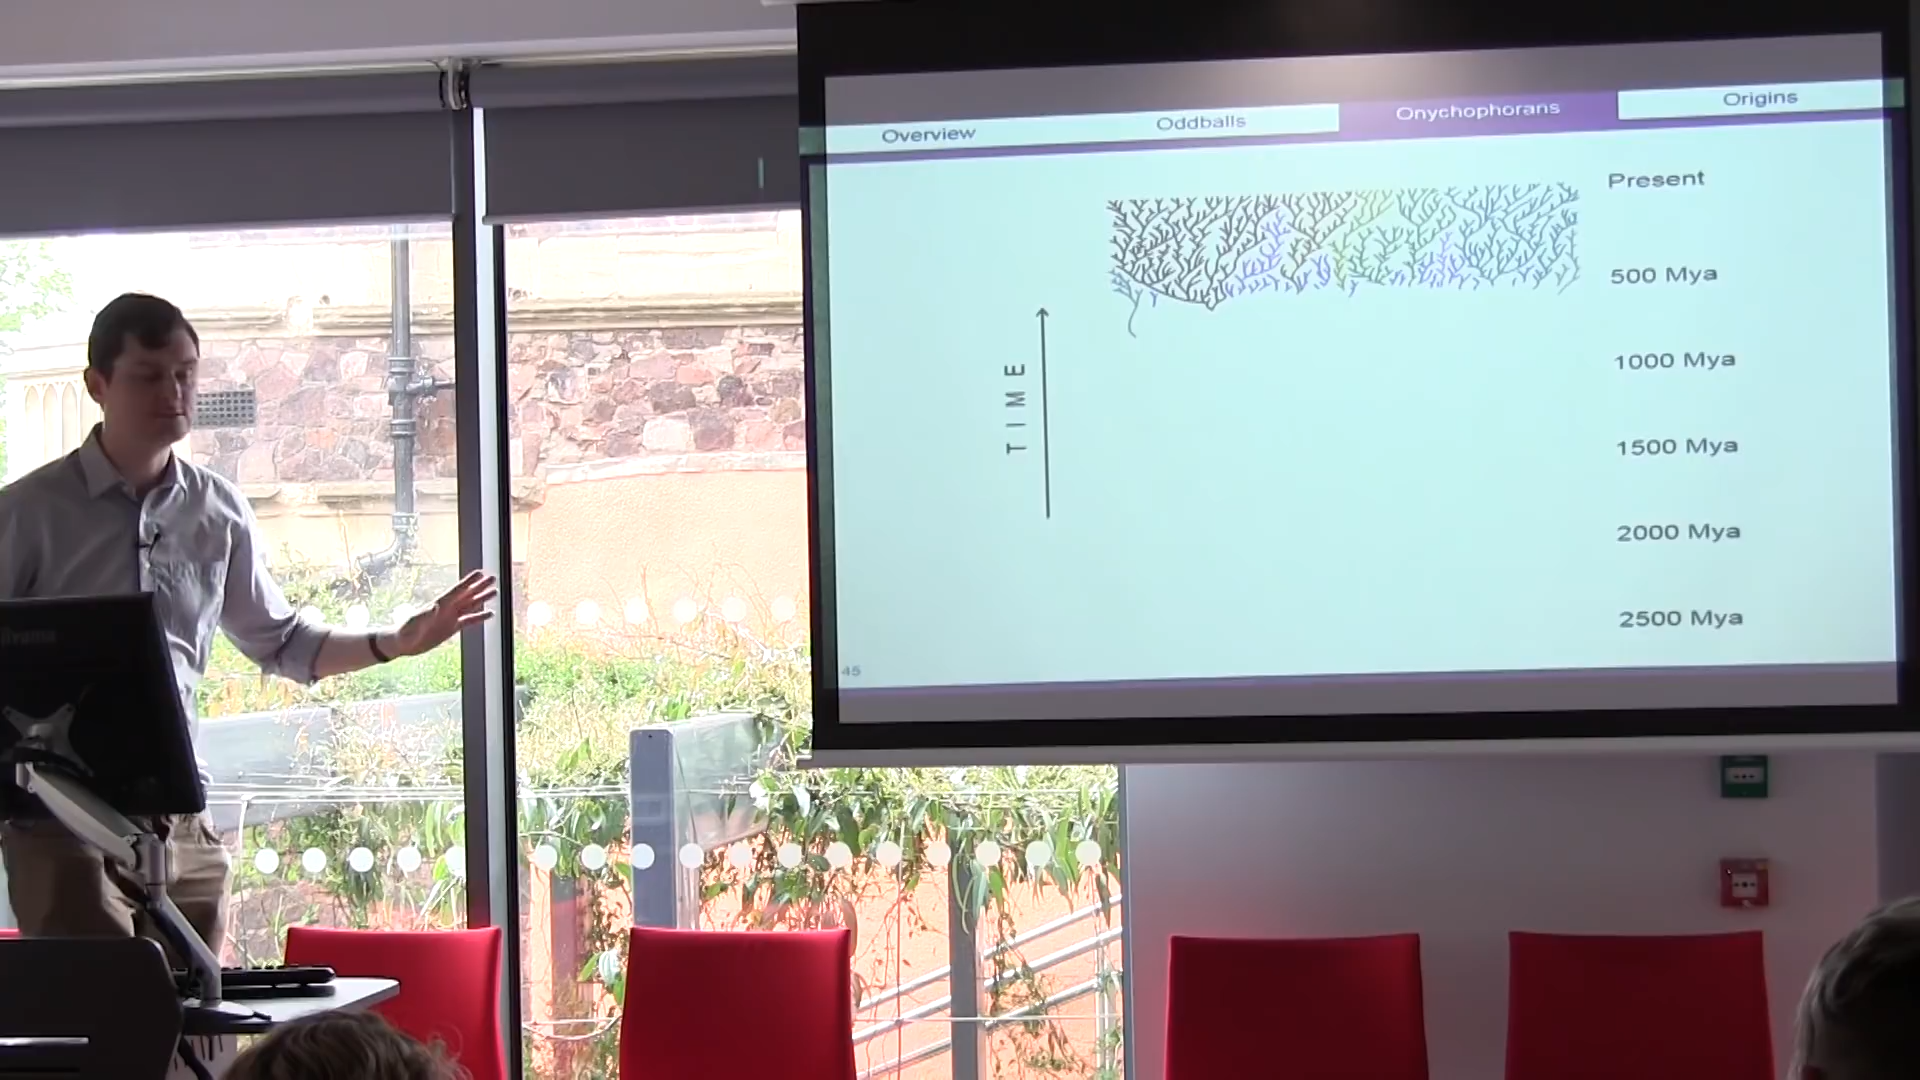 Overview
Oddballs
Onychophorans
Origins
Present
500 Mya
1000 Mya
1500 Mya
2000 Mya
2500 Mya
TIME
45